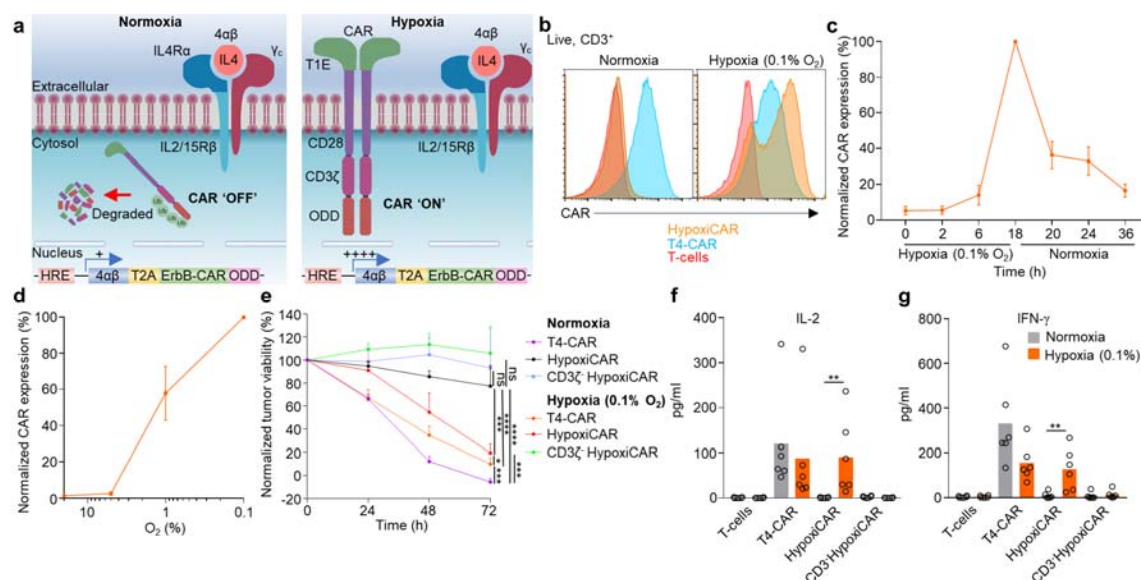 a
Normoxia
4αβ
IL4Rα
IL4
γc
Extracellular
Cytosol
IL2/15Rβ
Ub
Ub
Ub
Ub
Degraded
CAR ‘OFF’
Nucleus
+
HRE
4αβ
T2A
ErbB-CAR
ODD
Hypoxia
CAR
4αβ
T1E
IL4
γc
CD28
IL2/15Rβ
CD3ζ
CAR ‘ON’
ODD
++++
HRE
4αβ
T2A
ErbB-CAR
ODD
b
Live, CD3+
Normoxia
Hypoxia (0.1% O2)
CAR
HypoxiCAR
T4-CAR
T-cells
c
Normalized CAR expression (%)
100
80
60
40
20
0
0 2 6 18 20 24 36
Hypoxia (0.1% O2) Normoxia
Time (h)
d
Normalized CAR expression (%)
100
80
60
40
20
0
10 1 0.1
O2 (%)
e
Normalized tumor viability (%)
140
120
100
80
60
40
20
0
-20
0 24 48 72
Time (h)
ns
ns
***
****
****
*
***
***
Normoxia
T4-CAR
HypoxiCAR
CD3ζ- HypoxiCAR
Hypoxia (0.1% O2)
T4-CAR
HypoxiCAR
CD3ζ- HypoxiCAR
f
IL-2
pg/ml
400
300
200
100
0
**
T-cells
T4-CAR
HypoxiCAR
CD3-HypoxiCAR
g
IFN-γ
Normoxia
Hypoxia (0.1%)
pg/ml
800
600
400
200
0
**
T-cells
T4-CAR
HypoxiCAR
CD3-HypoxiCAR